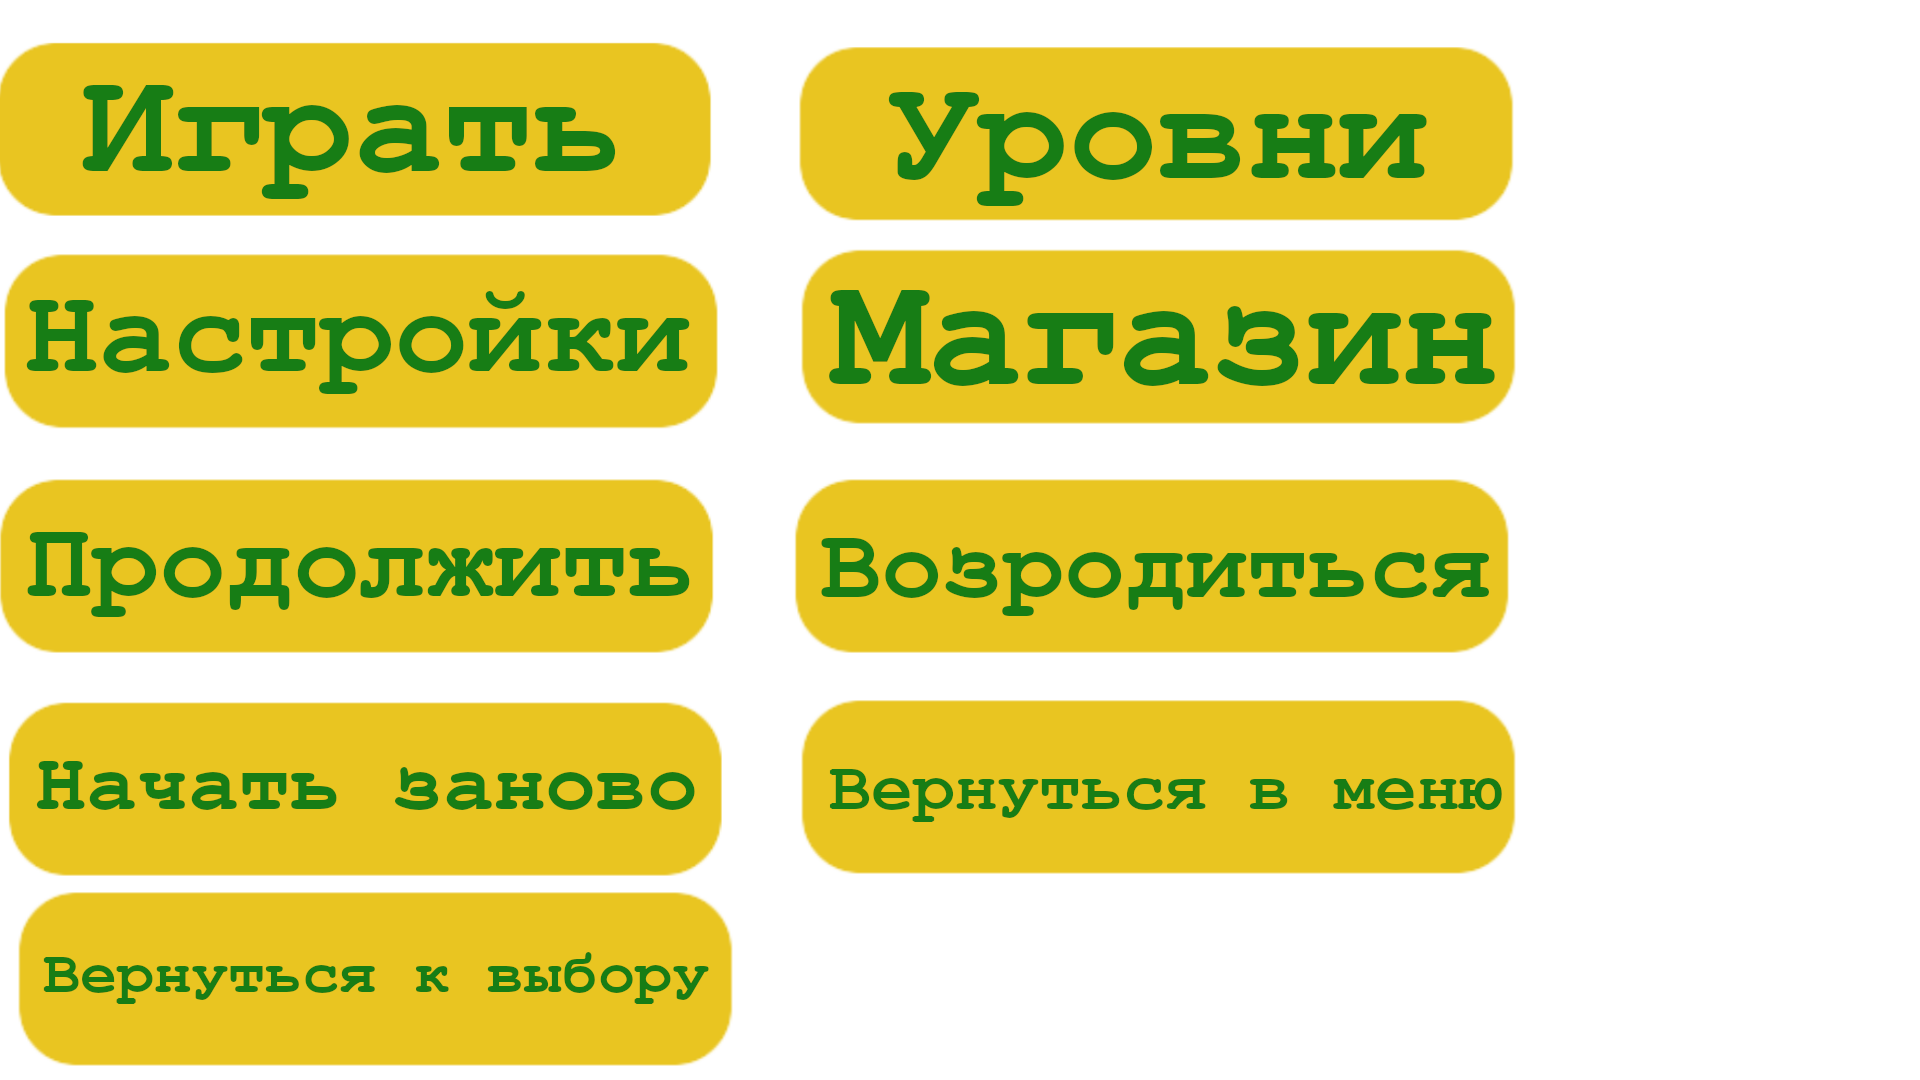 Играть
Уровни
Настройки
Магазин
Продолжить
Возродиться
Начать заново
Вернуться в меню
Вернуться к выбору